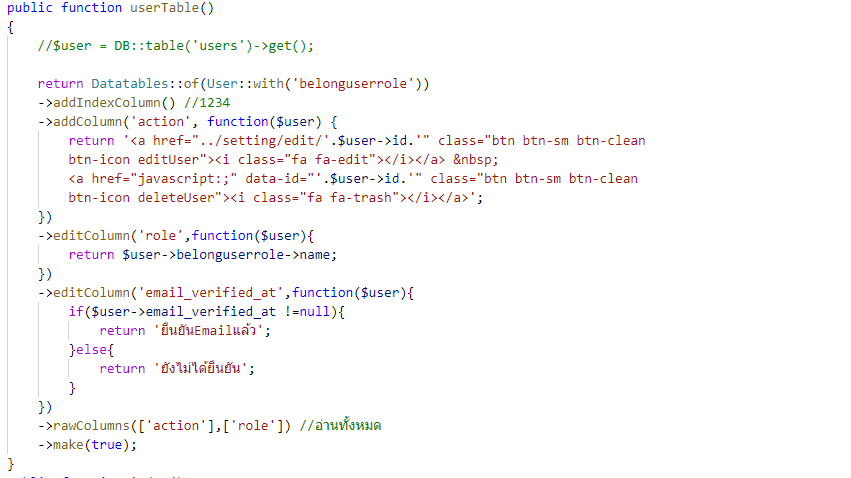 public function userTable()
{
//$user = DB::table('users')->get();
return Datatables::of(User::with('belonguserrole'))
->addIndexColumn() //1234
->addColumn('action', function($user) {
return '<a href="../setting/edit/'.$user->id.'" class="btn btn-sm btn-clean
btn-icon editUser"><i class="fa fa-edit"></i></a> &nbsp;
<a href="javascript:;" data-id="'.$user->id.'" class="btn btn-sm btn-clean
btn-icon deleteUser"><i class="fa fa-trash"></i></a>';
})
->editColumn('role',function($user){
return $user->belonguserrole->name;
})
->editColumn('email_verified_at',function($user){
if($user->email_verified_at !=null){
return 'ยืนยันEmailแล้ว';
}else{
return 'ยังไม่ได้ยืนยัน';
}
})
->rawColumns(['action'],['role']) //อ่านทั้งหมด
->make(true);
}